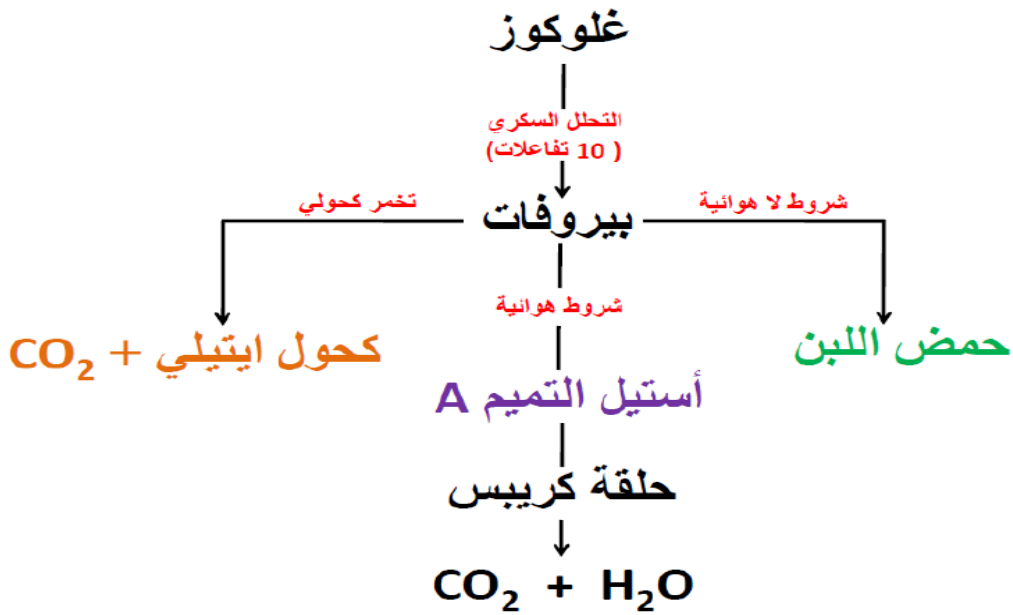 غلوكوز
التحلل السكري
( 10 تفاعلات)
شروط لا هوائية
بيروفات
تخمر كحولي
شروط هوائية
حمض اللبن
كحول ايتيلي + CO₂
أستيل التميم A
حلقة كريبس
CO₂ + H₂O